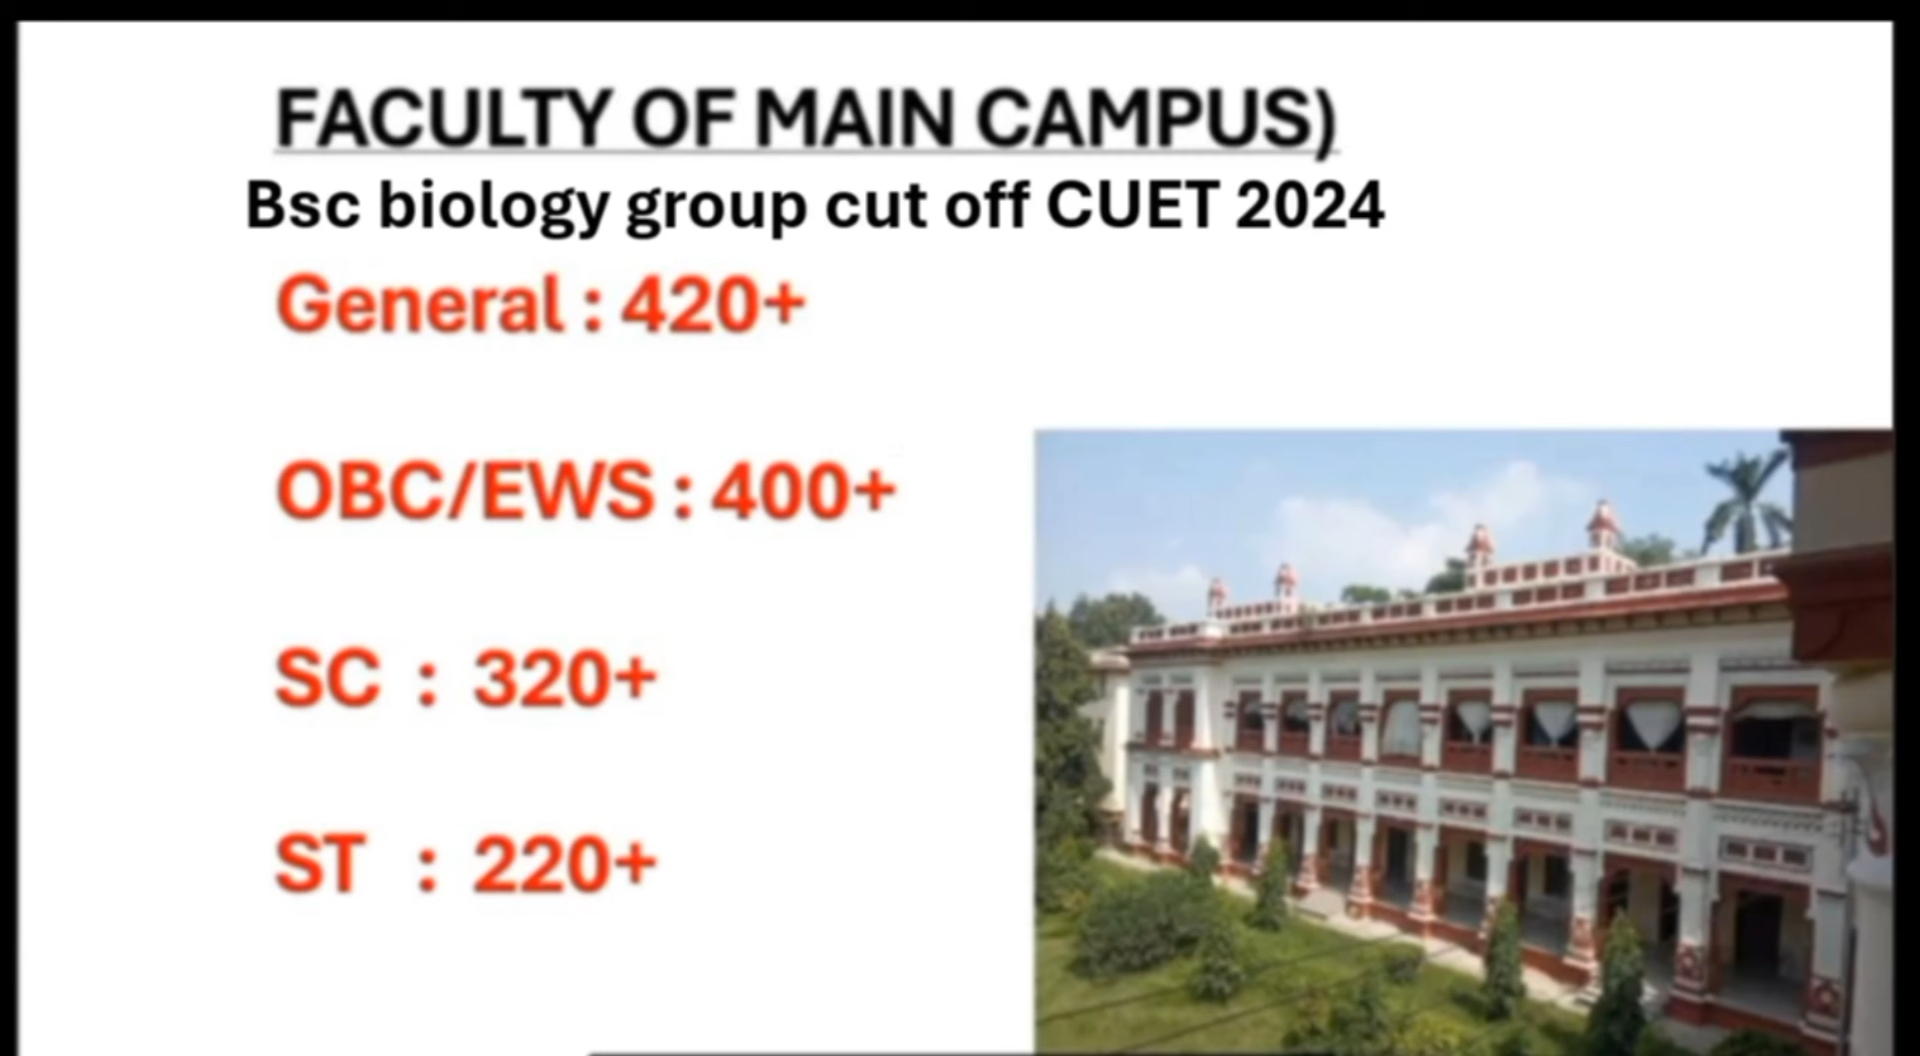 FACULTY OF MAIN CAMPUS)
Bsc biology group cut off CUET 2024
General : 420+
OBC/EWS : 400+
SC : 320+
ST : 220+